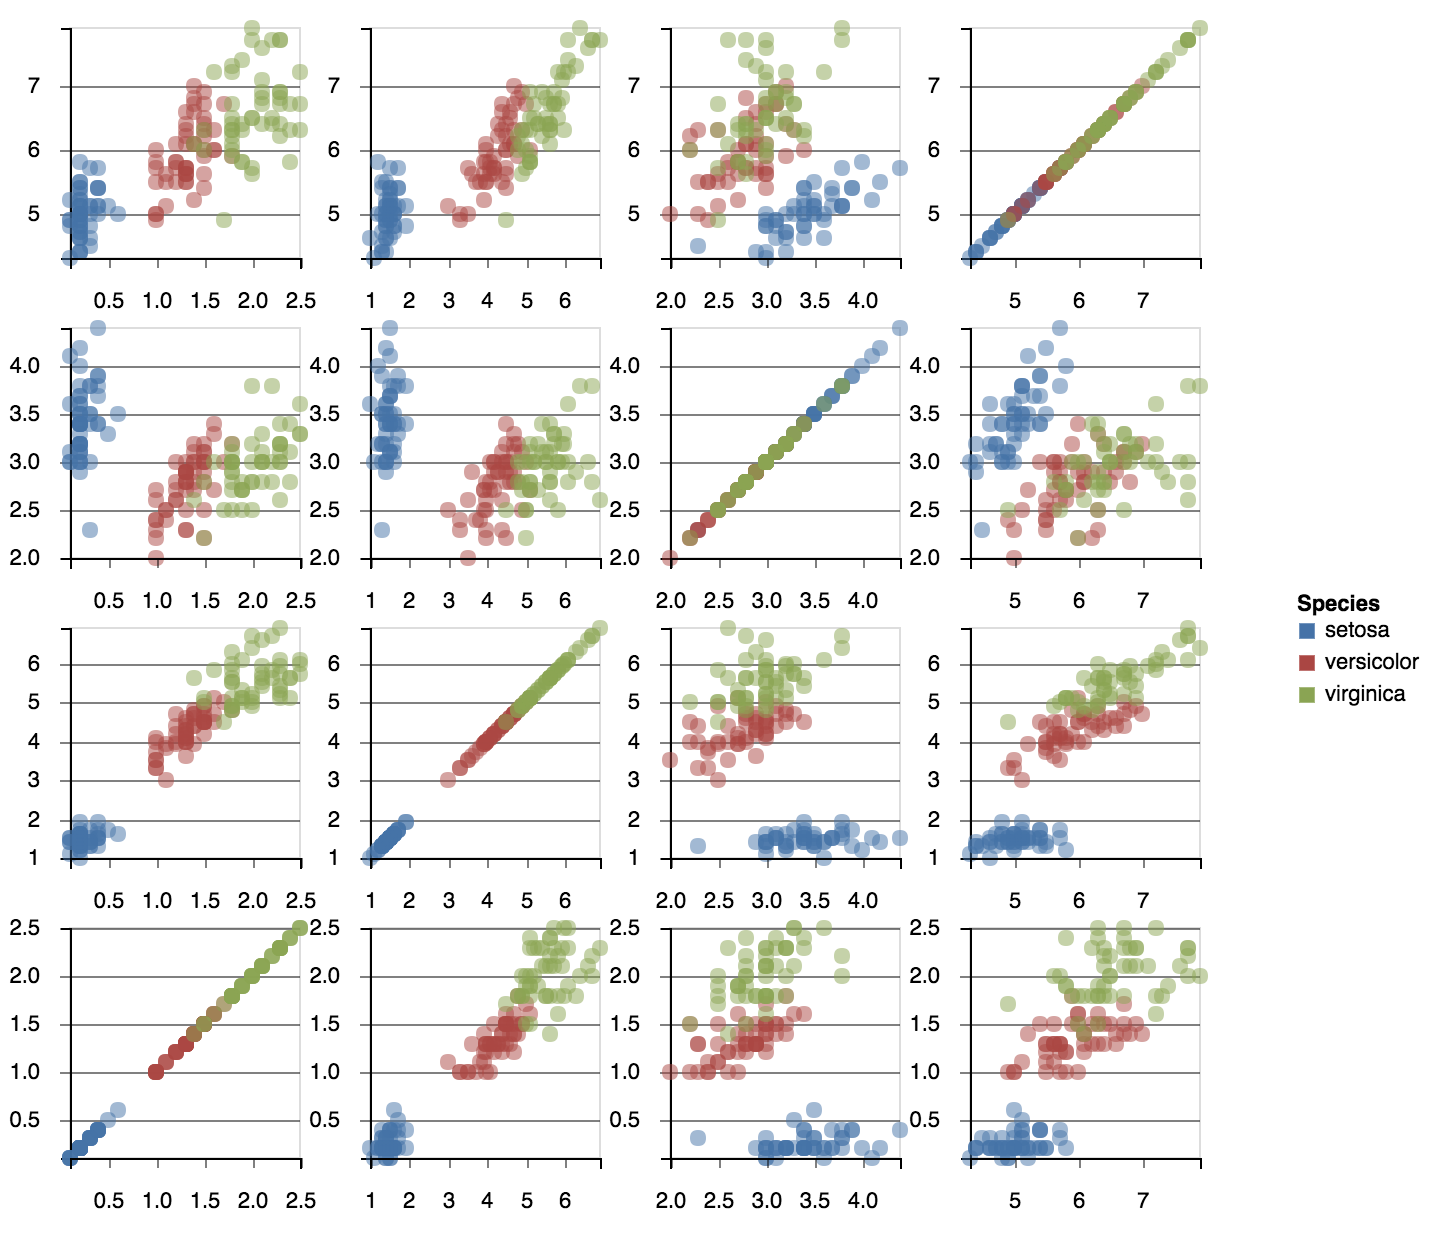 7 7 7 7
6 6 6 6
5 5 5 5
0.5 1.0 1.5 2.0 2.5 1 2 3 4 5 6 2.0 2.5 3.0 3.5 4.0 5 6 7
4.0 4.0 4.0 4.0
3.5 3.5 3.5 3.5
3.0 3.0 3.0 3.0
2.5 2.5 2.5 2.5
2.0 2.0 2.0 2.0
0.5 1.0 1.5 2.0 2.5 1 2 3 4 5 6 2.0 2.5 3.0 3.5 4.0 5 6 7
Species
setosa
versicolor
virginica
6 6 6 6
5 5 5 5
4 4 4 4
3 3 3 3
2 2 2 2
1 1 1 1
0.5 1.0 1.5 2.0 2.5 1 2 3 4 5 6 2.0 2.5 3.0 3.5 4.0 5 6 7
2.5 2.5 2.5 2.5
2.0 2.0 2.0 2.0
1.5 1.5 1.5 1.5
1.0 1.0 1.0 1.0
0.5 0.5 0.5 0.5
0.5 1.0 1.5 2.0 2.5 1 2 3 4 5 6 2.0 2.5 3.0 3.5 4.0 5 6 7